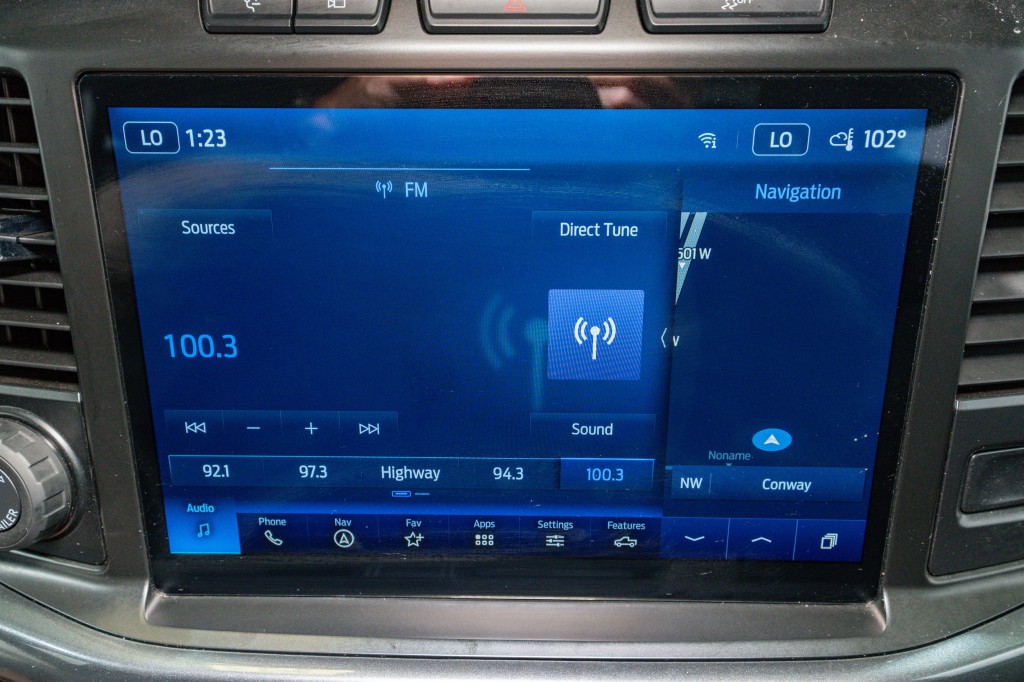 OFF
LO 1:23
LO 102°
FM
Navigation
Sources
Direct Tune
501 W
100.3
W
Sound
Noname
92.1 97.3 Highway 94.3 100.3
NW Conway
Audio Phone Nav Fav Apps Settings Features